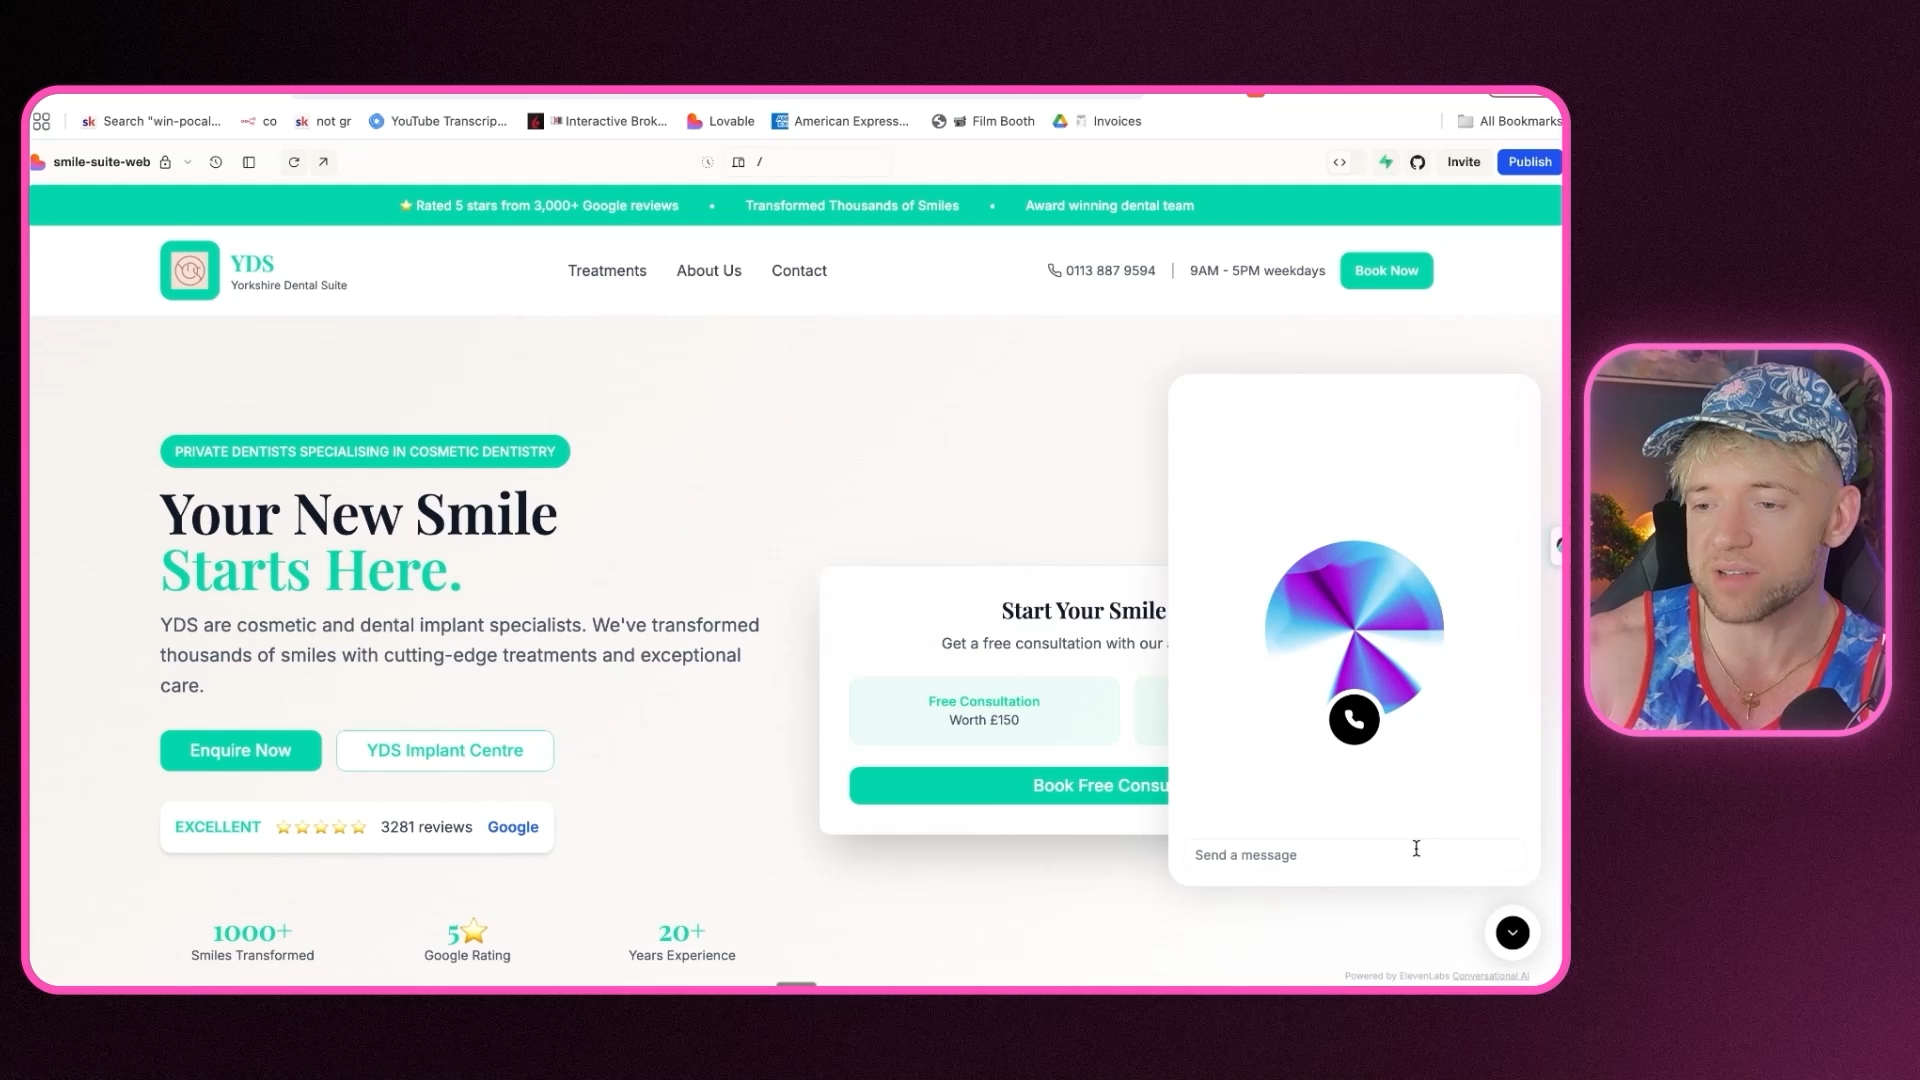 Search "win-pocal...
co
not gr
YouTube Transcrip...
Interactive Brok...
Lovable
American Express...
Film Booth
Invoices
All Bookmarks
smile-suite-web
/
Invite
Publish
Rated 5 stars from 3,000+ Google reviews • Transformed Thousands of Smiles • Award winning dental team
YDS
Yorkshire Dental Suite
Treatments
About Us
Contact
0113 887 9594 | 9AM - 5PM weekdays
Book Now
PRIVATE DENTISTS SPECIALISING IN COSMETIC DENTISTRY
Your New Smile
Starts Here.
YDS are cosmetic and dental implant specialists. We've transformed
thousands of smiles with cutting-edge treatments and exceptional
care.
Enquire Now
YDS Implant Centre
EXCELLENT
3281 reviews
Google
1000+
Smiles Transformed
5
Google Rating
20+
Years Experience
Start Your Smile
Get a free consultation with our
Free Consultation
Worth £150
Book Free Consu
Send a message
Powered by ElevenLabs Conversational AI